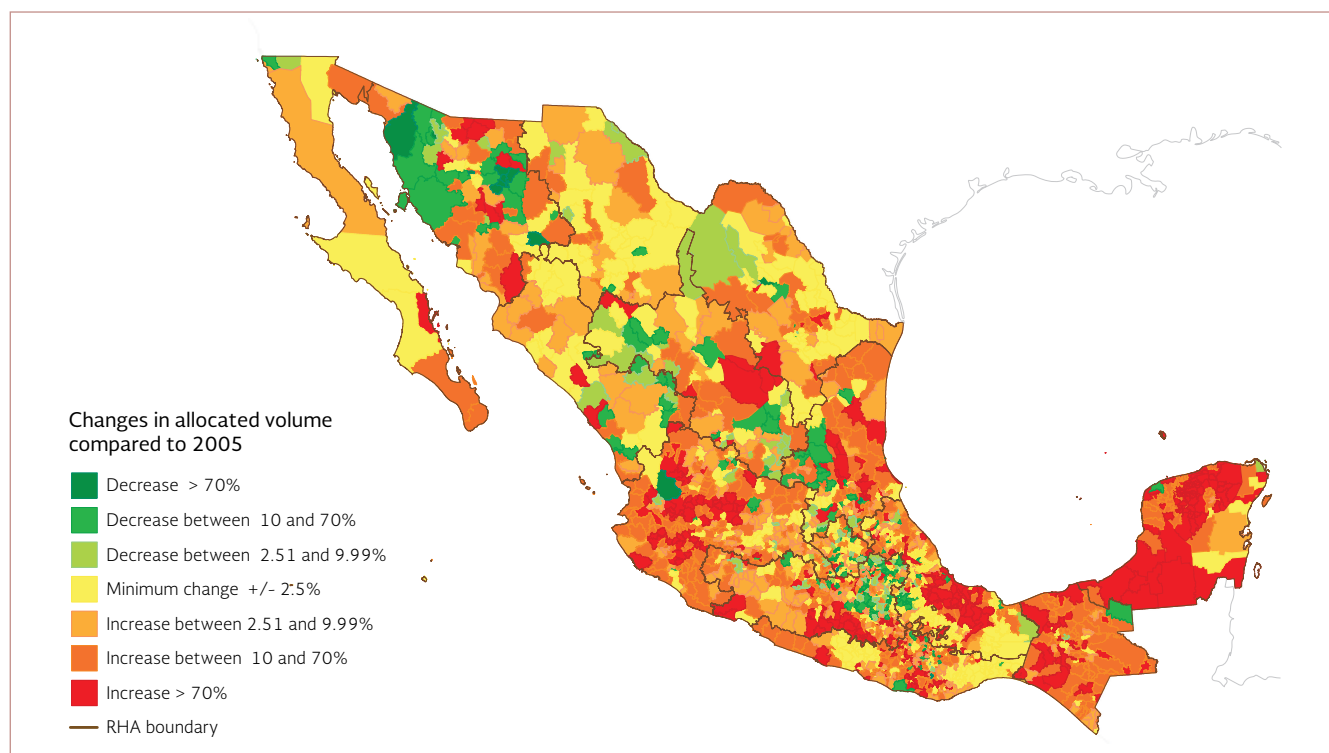 Changes in allocated volume
compared to 2005
Decrease > 70%
Decrease between 10 and 70%
Decrease between 2.51 and 9.99%
Minimum change +/- 2.5%
Increase between 2.51 and 9.99%
Increase between 10 and 70%
Increase > 70%
RHA boundary